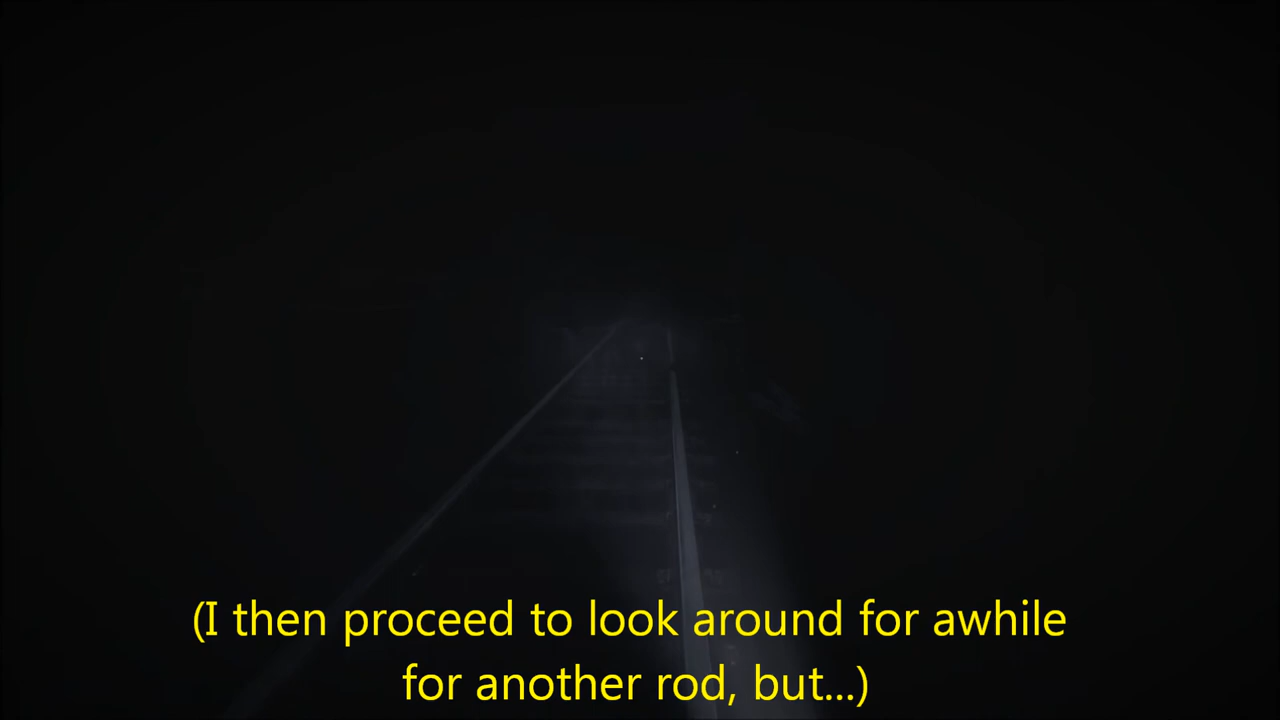 (I then proceed to look around for awhile
for another rod, but...)